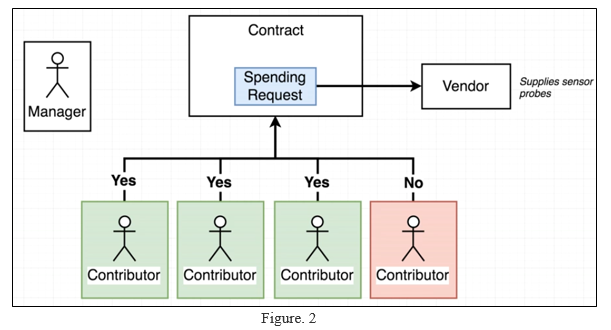 Contract
Manager
Spending
Request
Vendor
Supplies sensor
probes
Yes
Yes
Yes
No
Contributor
Contributor
Contributor
Contributor
Figure. 2